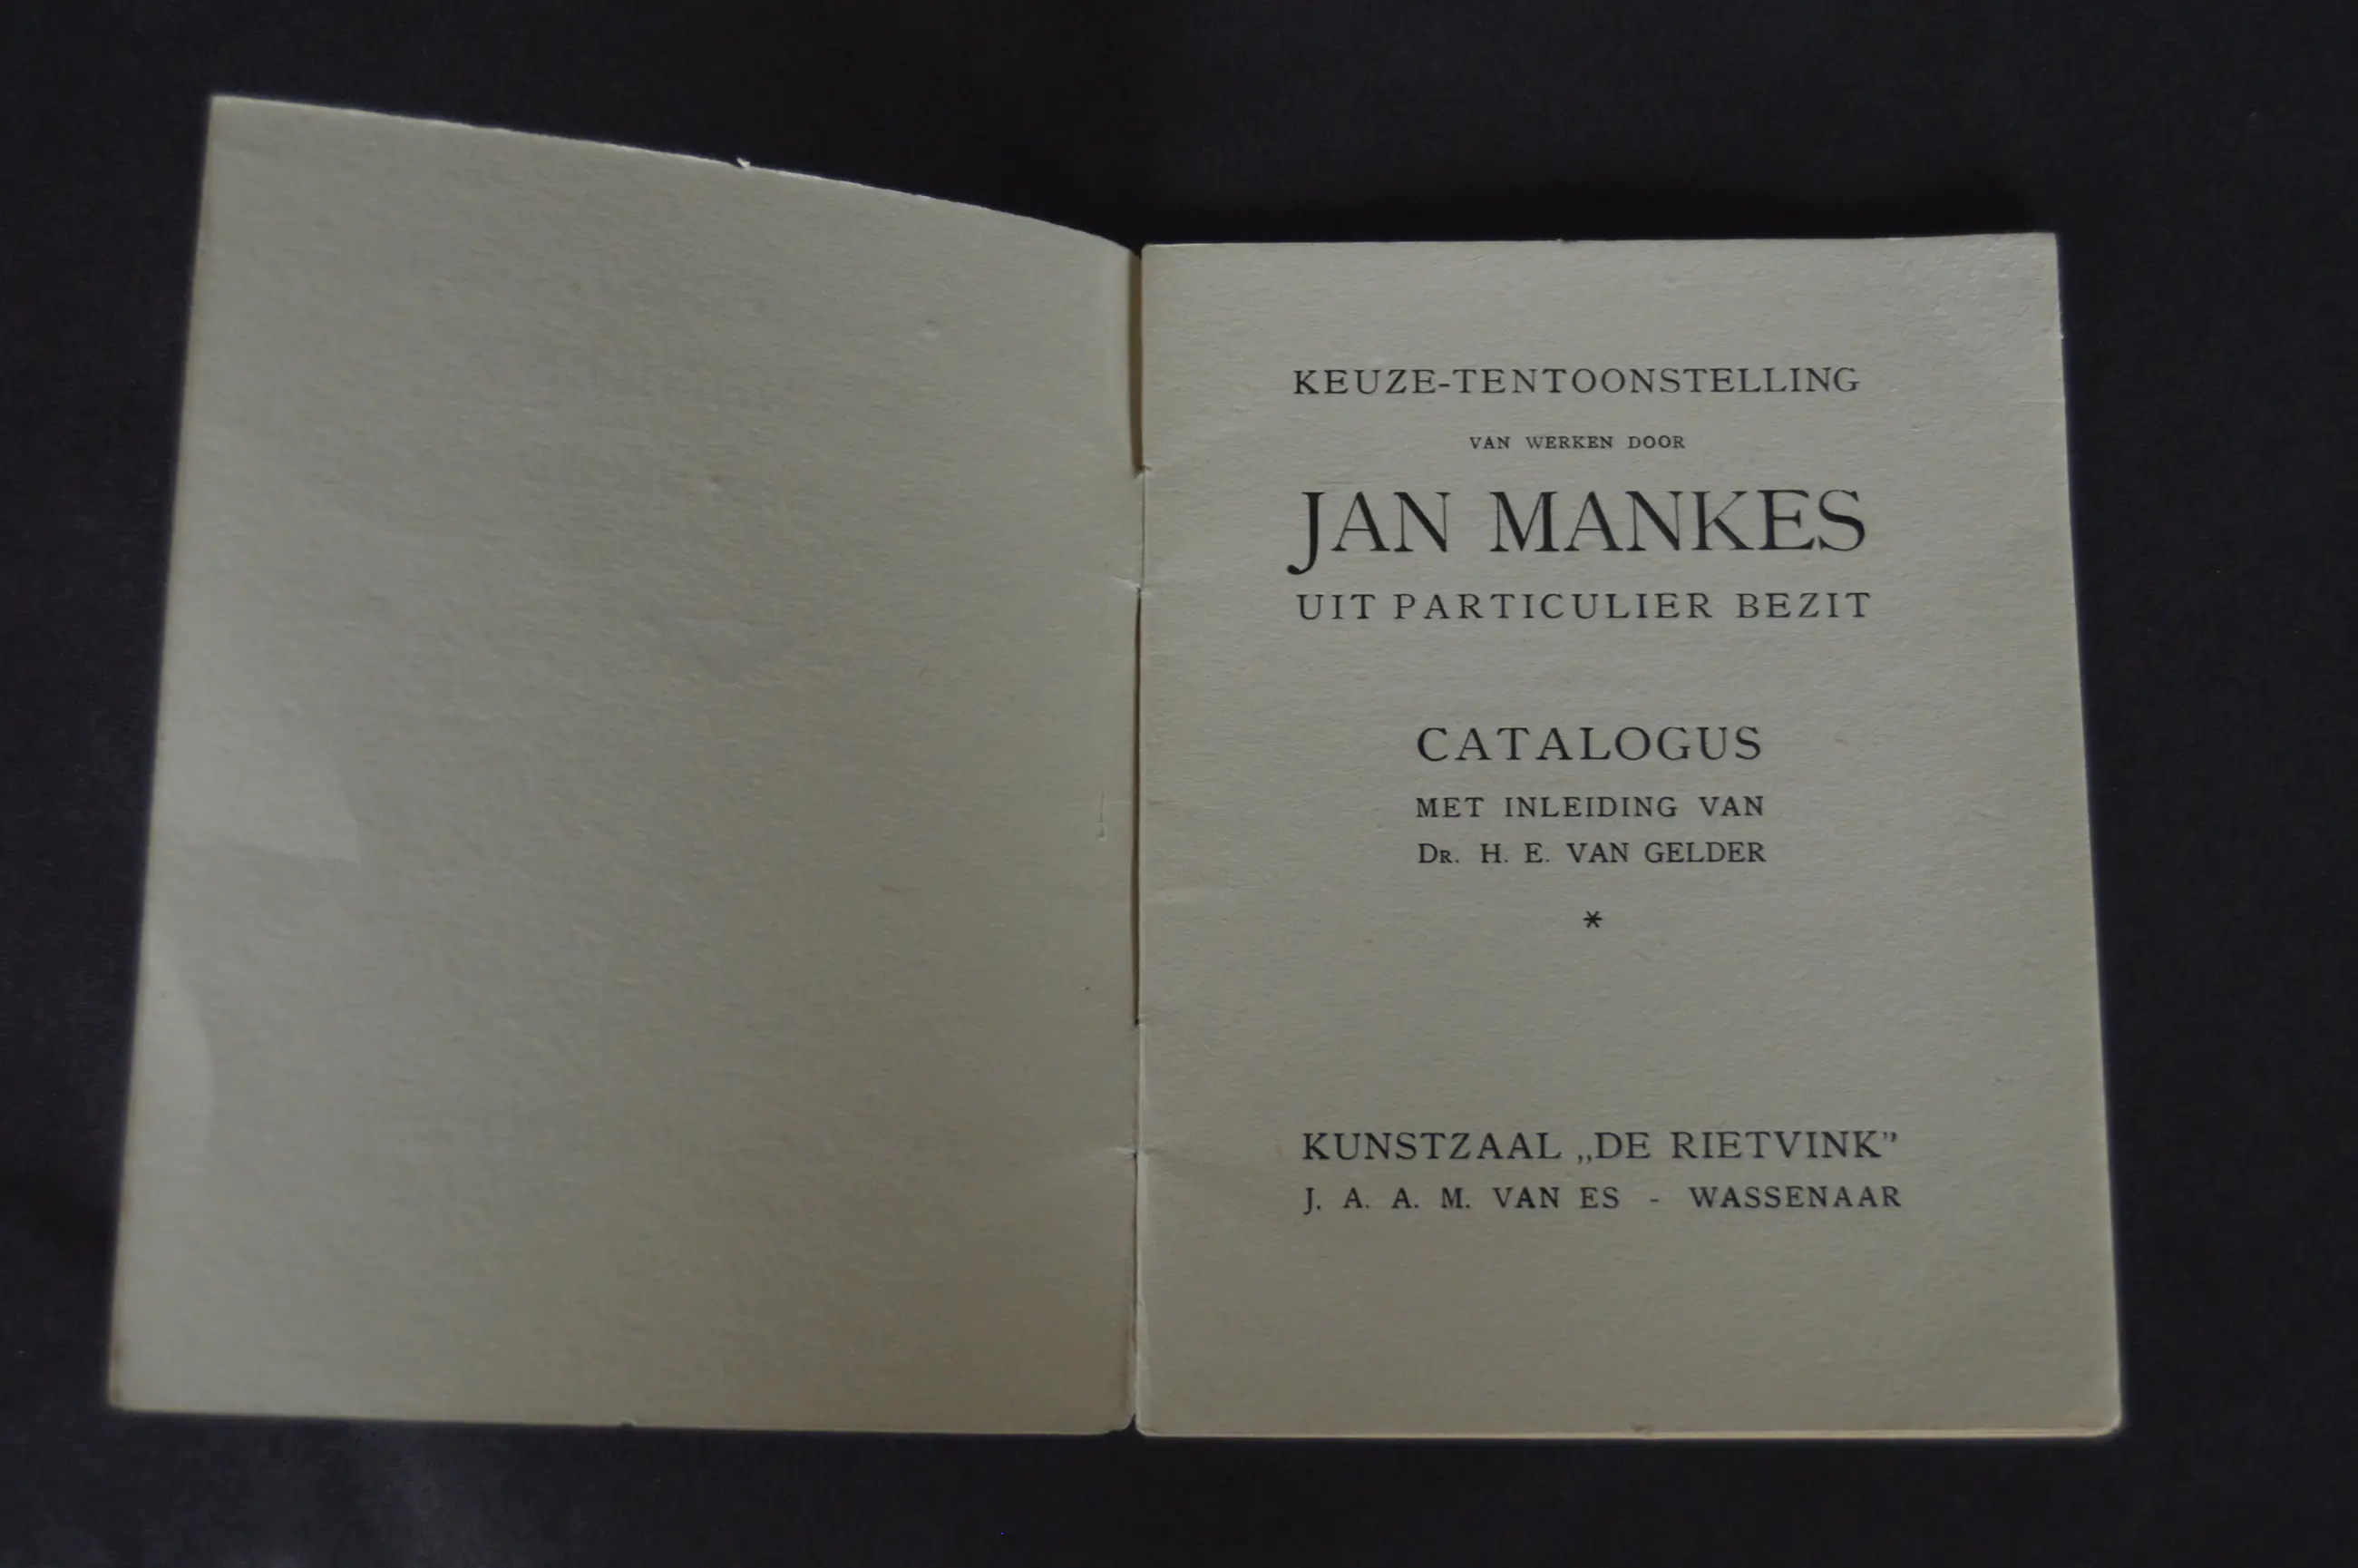 KEUZE-TENTOONSTELLING
VAN WERKEN DOOR
JAN MANKES
UIT PARTICULIER BEZIT
CATALOGUS
MET INLEIDING VAN
DR. H. E. VAN GELDER
*
KUNSTZAAL „DE RIETVINK”
J. A. A. M. VAN ES - WASSENAAR